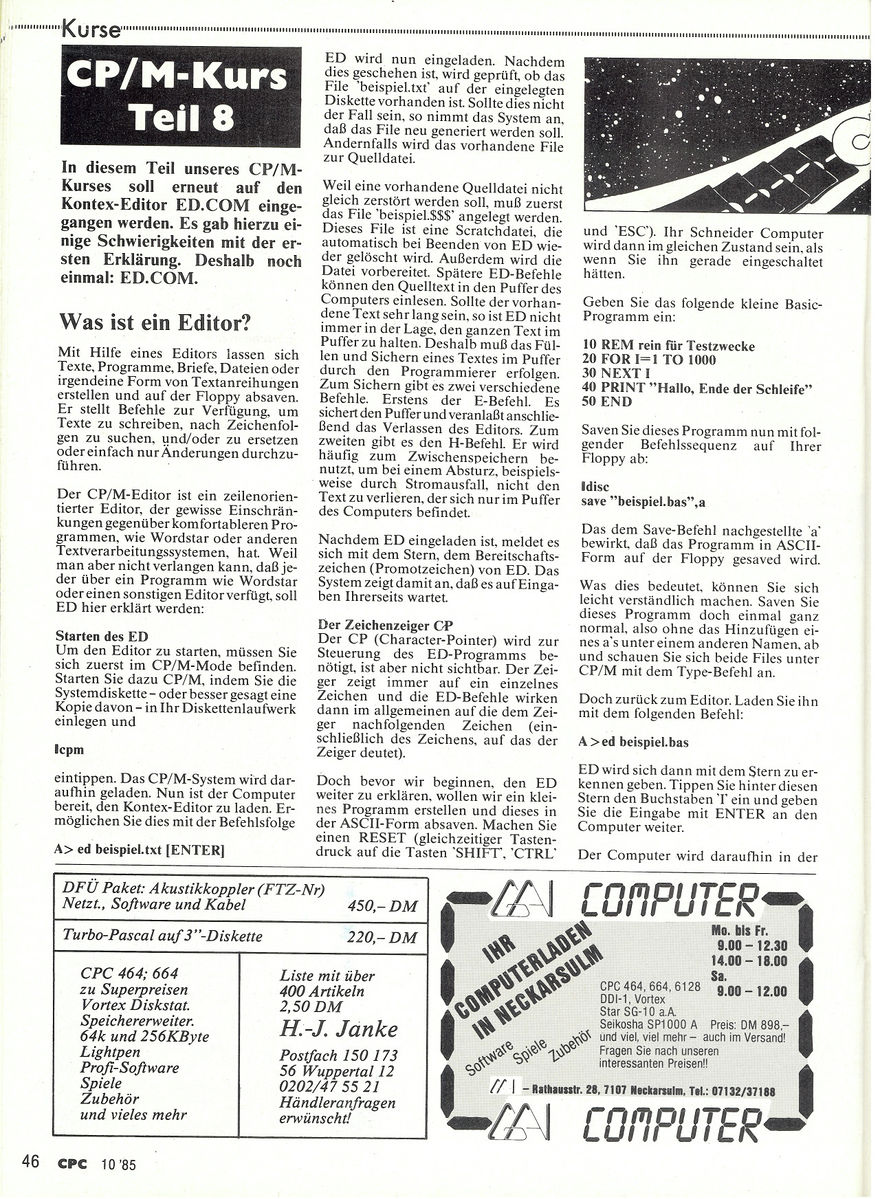 Kurse
CP/M-Kurs
Teil 8
In diesem Teil unseres CP/M-
Kurses soll erneut auf den
Kontex-Editor ED.COM einge-
gangen werden. Es gab hierzu ei-
nige Schwierigkeiten mit der er-
sten Erklärung. Deshalb noch
einmal: ED.COM.
Was ist ein Editor?
Mit Hilfe eines Editors lassen sich
Texte, Programme, Briefe, Dateien oder
irgendeine Form von Textanreihungen
erstellen und auf der Floppy absaven.
Er stellt Befehle zur Verfügung, um
Texte zu schreiben, nach Zeichenfol-
gen zu suchen, und/oder zu ersetzen
oder einfach nur Änderungen durchzu-
führen.
Der CP/M-Editor ist ein zeilenorien-
tierter Editor, der gewisse Einschrän-
kungen gegenüber komfortableren Pro-
grammen, wie Wordstar oder anderen
Textverarbeitungssystemen, hat. Weil
man aber nicht verlangen kann, daß je-
der über ein Programm wie Wordstar
oder einen sonstigen Editor verfügt, soll
ED hier erklärt werden:
Starten des ED
Um den Editor zu starten, müssen Sie
sich zuerst im CP/M-Mode befinden.
Starten Sie dazu CP/M, indem Sie die
Systemdiskette – oder besser gesagt eine
Kopie davon – in Ihr Diskettenlaufwerk
einlegen und
|cpm
eintippen. Das CP/M-System wird dar-
aufhin geladen. Nun ist der Computer
bereit, den Kontex-Editor zu laden. Er-
möglichen Sie dies mit der Befehlsfolge
A> ed beispiel.txt [ENTER]
ED wird nun eingeladen. Nachdem
dies geschehen ist, wird geprüft, ob das
File 'beispiel.txt' auf der eingelegten
Diskette vorhanden ist. Sollte dies nicht
der Fall sein, so nimmt das System an,
daß das File neu generiert werden soll.
Andernfalls wird das vorhandene File
zur Quelldatei.
Weil eine vorhandene Quelldatei nicht
gleich zerstört werden soll, muß zuerst
das File 'beispiel.$$$' angelegt werden.
Dieses File ist eine Scratchdatei, die
automatisch bei Beenden von ED wie-
der gelöscht wird. Außerdem wird die
Datei vorbereitet. Spätere ED-Befehle
können den Quelltext in den Puffer des
Computers einlesen. Sollte der vorhan-
dene Text sehr lang sein, so ist ED nicht
immer in der Lage, den ganzen Text im
Puffer zu halten. Deshalb muß das Fül-
len und Sichern eines Textes im Puffer
durch den Programmierer erfolgen.
Zum Sichern gibt es zwei verschiedene
Befehle. Erstens der E-Befehl. Es
sichert den Puffer und veranlaßt anschlie-
ßend das Verlassen des Editors. Zum
zweiten gibt es den H-Befehl. Er wird
häufig zum Zwischenspeichern be-
nutzt, um bei einem Absturz, beispiels-
weise durch Stromausfall, nicht den
Text zu verlieren, der sich nur im Puffer
des Computers befindet.
Nachdem ED eingeladen ist, meldet es
sich mit dem Stern, dem Bereitschafts-
zeichen (Promotzeichen) von ED. Das
System zeigt damit an, daß es auf Einga-
ben Ihrerseits wartet.
Der Zeichenzeiger CP
Der CP (Character-Pointer) wird zur
Steuerung des ED-Programms be-
nötigt, ist aber nicht sichtbar. Der Zei-
ger zeigt immer auf ein einzelnes
Zeichen und die ED-Befehle wirken
dann im allgemeinen auf die dem Zei-
ger nachfolgenden Zeichen (ein-
schließlich des Zeichens, auf das der
Zeiger deutet).
Doch bevor wir beginnen, den ED
weiter zu erklären, wollen wir ein klei-
nes Programm erstellen und dieses in
der ASCII-Form absaven. Machen Sie
einen RESET (gleichzeitiger Tasten-
druck auf die Tasten 'SHIFT', 'CTRL'
und 'ESC'). Ihr Schneider Computer
wird dann im gleichen Zustand sein, als
wenn Sie ihn gerade eingeschaltet
hätten.
Geben Sie das folgende kleine Basic-
Programm ein:
10 REM rein für Testzwecke
20 FOR I=1 TO 1000
30 NEXT I
40 PRINT "Hallo, Ende der Schleife"
50 END
Saven Sie dieses Programm nun mit fol-
gender Befehlssequenz auf Ihrer
Floppy ab:
|disc
save "beispiel.bas",a
Das dem Save-Befehl nachgestellte 'a'
bewirkt, daß das Programm in ASCII-
Form auf der Floppy gesaved wird.
Was dies bedeutet, können Sie sich
leicht verständlich machen. Saven Sie
dieses Programm doch einmal ganz
normal, also ohne das Hinzufügen ei-
nes a's unter einem anderen Namen, ab
und schauen Sie sich beide Files unter
CP/M mit dem Type-Befehl an.
Doch zurück zum Editor. Laden Sie ihn
mit dem folgenden Befehl:
A >ed beispiel.bas
ED wird sich dann mit dem Stern zu er-
kennen geben. Tippen Sie hinter diesen
Stern den Buchstaben 'I' ein und geben
Sie die Eingabe mit ENTER an den
Computer weiter.
Der Computer wird daraufhin in der
DFÜ Paket: Akustikkoppler (FTZ-Nr)
Netzt., Software und Kabel 450,– DM
Turbo-Pascal auf 3"-Diskette 220,– DM
CPC 464; 664
zu Superpreisen
Vortex Diskstat.
Speichererweiter.
64k und 256KByte
Lightpen
Profi-Software
Spiele
Zubehör
und vieles mehr
Liste mit über
400 Artikeln
2,50 DM
H.-J. Janke
Postfach 150 173
56 Wuppertal 12
0202/47 55 21
Händleranfragen
erwünscht!
COMPUTER
IHR
COMPUTERLADEN
IN NECKARSULM
Software Spiele Zubehör
Mo. bis Fr.
9.00 – 12.30
14.00 – 18.00
Sa.
9.00 – 12.00
CPC 464, 664, 6128
DDI-1, Vortex
Star SG-10 a.A.
Seikosha SP1000 A Preis: DM 898,–
und viel, viel mehr – auch im Versand!
Fragen Sie nach unseren
interessanten Preisen!!
– Rathausstr. 28, 7107 Neckarsulm, Tel.: 07132/37188
COMPUTER
46 CPC 10 '85